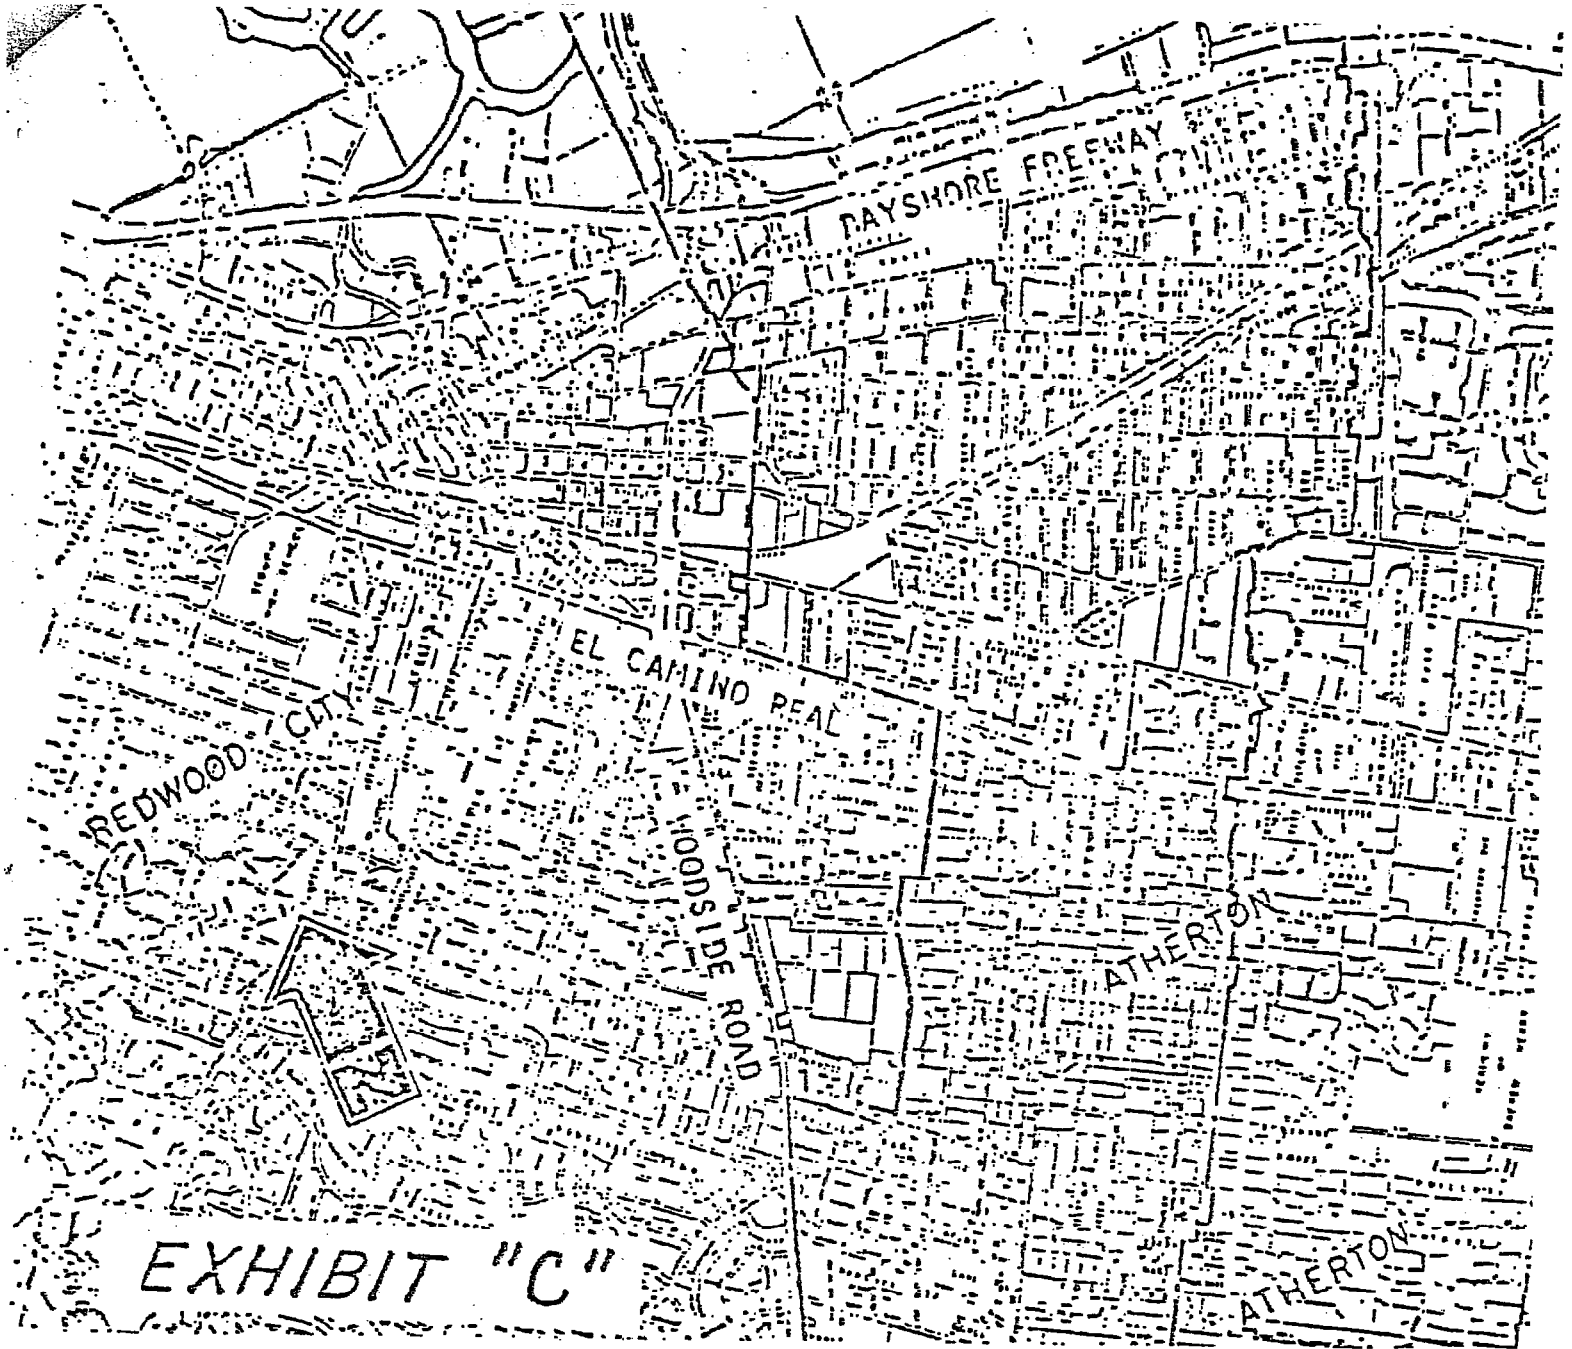 BAYSHORE FREEWAY
EL CAMINO REAL
REDWOOD CITY
WOODSIDE ROAD
ATHERTON
ATHERTON
EXHIBIT "C"